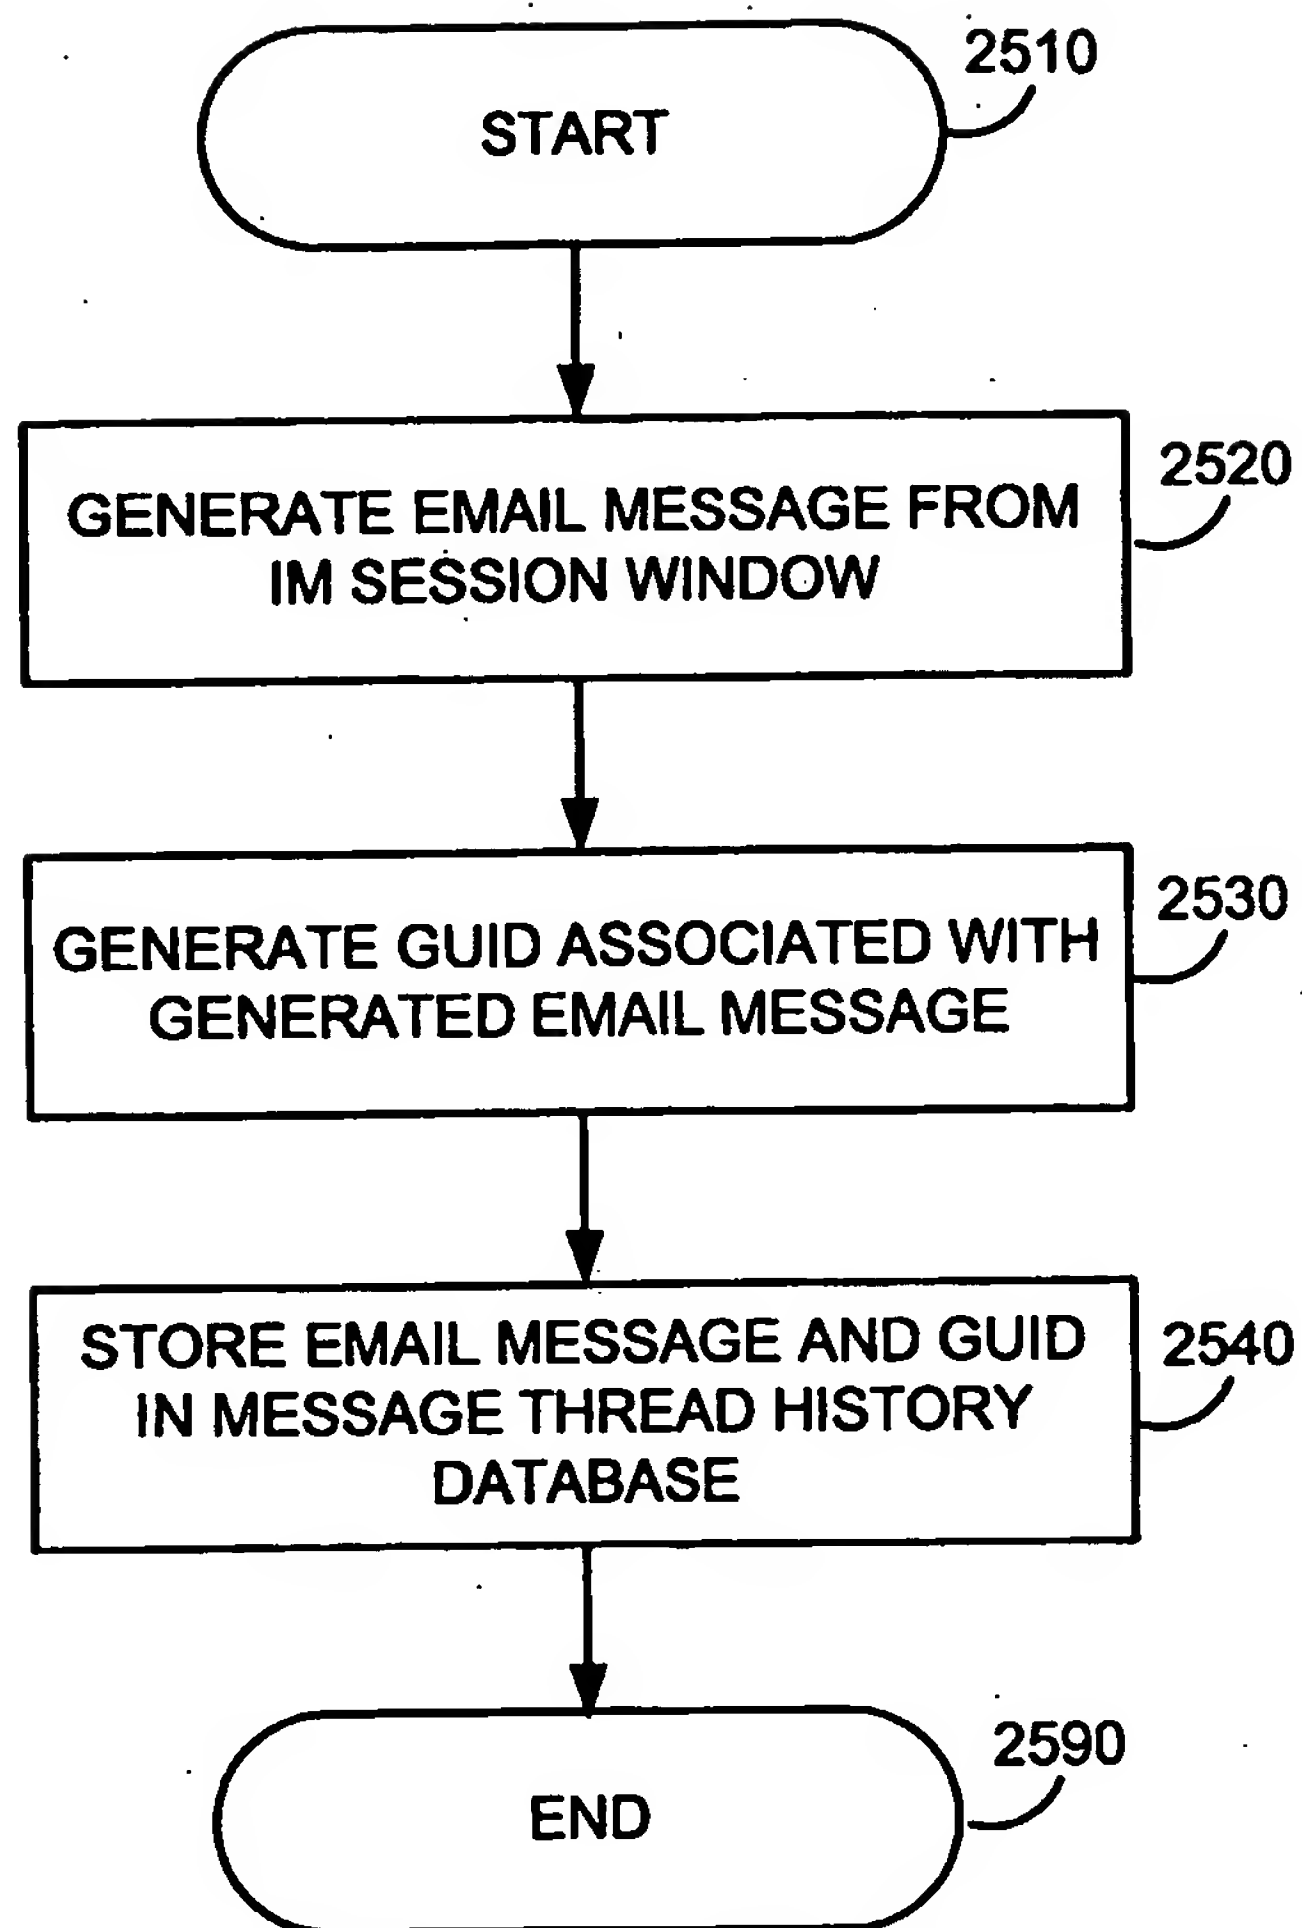 2510
START
2520
GENERATE EMAIL MESSAGE FROM
IM SESSION WINDOW
2530
GENERATE GUID ASSOCIATED WITH
GENERATED EMAIL MESSAGE
2540
STORE EMAIL MESSAGE AND GUID
IN MESSAGE THREAD HISTORY
DATABASE
2590
END